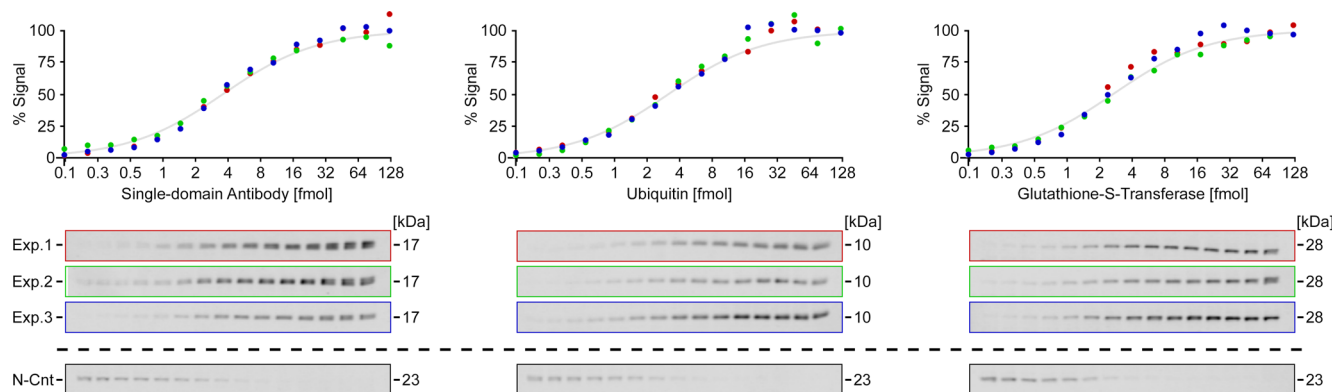 100
75
50
25
0
% Signal
0.1 0.3 0.5 1 2 4 8 16 32 64 128
Single-domain Antibody [fmol]
100
75
50
25
0
% Signal
0.1 0.3 0.5 1 2 4 8 16 32 64 128
Ubiquitin [fmol]
100
75
50
25
0
% Signal
0.1 0.3 0.5 1 2 4 8 16 32 64 128
Glutathione-S-Transferase [fmol]
[kDa] [kDa] [kDa]
Exp.1 17 10 28
Exp.2 17 10 28
Exp.3 17 10 28
N-Cnt 23 23 23